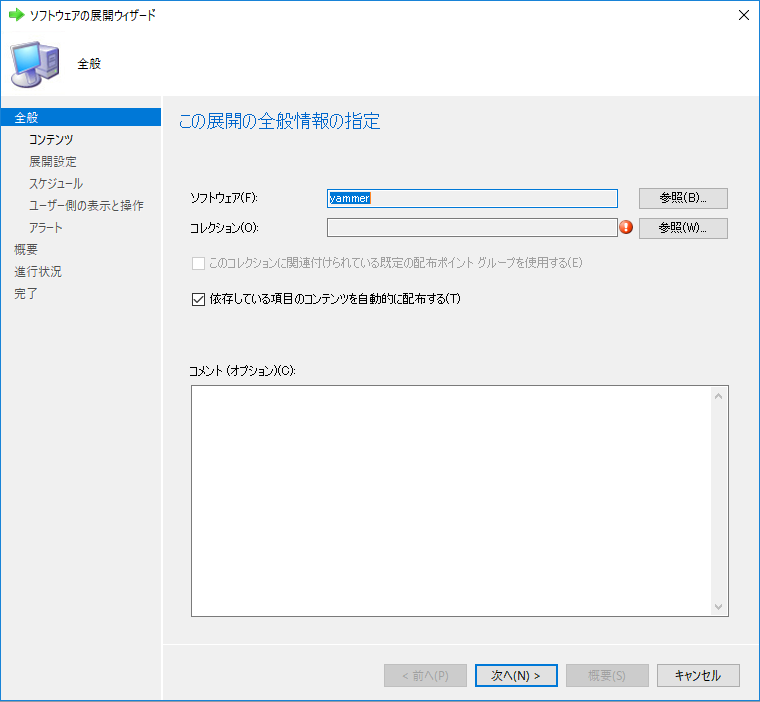 ソフトウェアの展開ウィザード
全般
全般
コンテンツ
展開設定
スケジュール
ユーザー側の表示と操作
アラート
概要
進行状況
完了
この展開の全般情報の指定
ソフトウェア(F): yammer 参照(B)...
コレクション(O): 参照(W)...
このコレクションに関連付けられている既定の配布ポイント グループを使用する(E)
依存している項目のコンテンツを自動的に配布する(T)
コメント (オプション)(C):
< 前へ(P) 次へ(N) > 概要(S) キャンセル